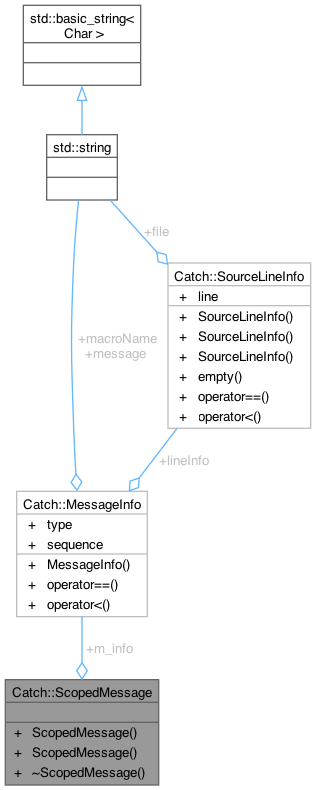 std::basic_string<
Char >
std::string
+file
Catch::SourceLineInfo
+ line
+ SourceLineInfo()
+ SourceLineInfo()
+ SourceLineInfo()
+ empty()
+ operator==()
+ operator<()
+macroName
+message
+lineInfo
Catch::MessageInfo
+ type
+ sequence
+ MessageInfo()
+ operator==()
+ operator<()
+m_info
Catch::ScopedMessage
+ ScopedMessage()
+ ScopedMessage()
+ ~ScopedMessage()